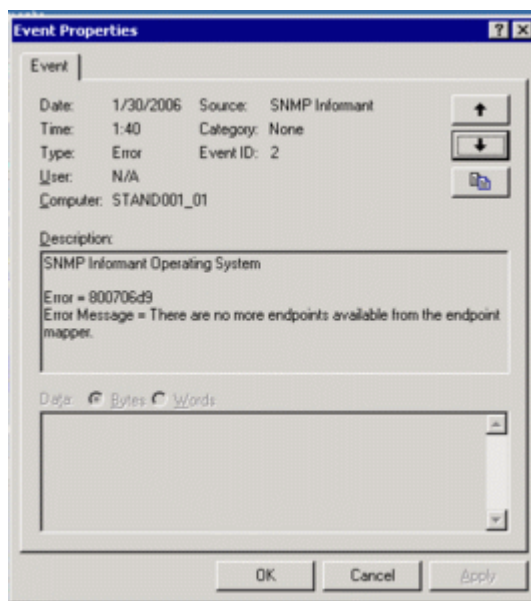 Event Properties
Event
Date: 1/30/2006 Source: SNMP Informant
Time: 1:40 Category: None
Type: Error Event ID: 2
User: N/A
Computer: STAND001_01
Description:
SNMP Informant Operating System
Error = 800706d9
Error Message = There are no more endpoints available from the endpoint
mapper.
Data: Bytes Words
OK Cancel Apply